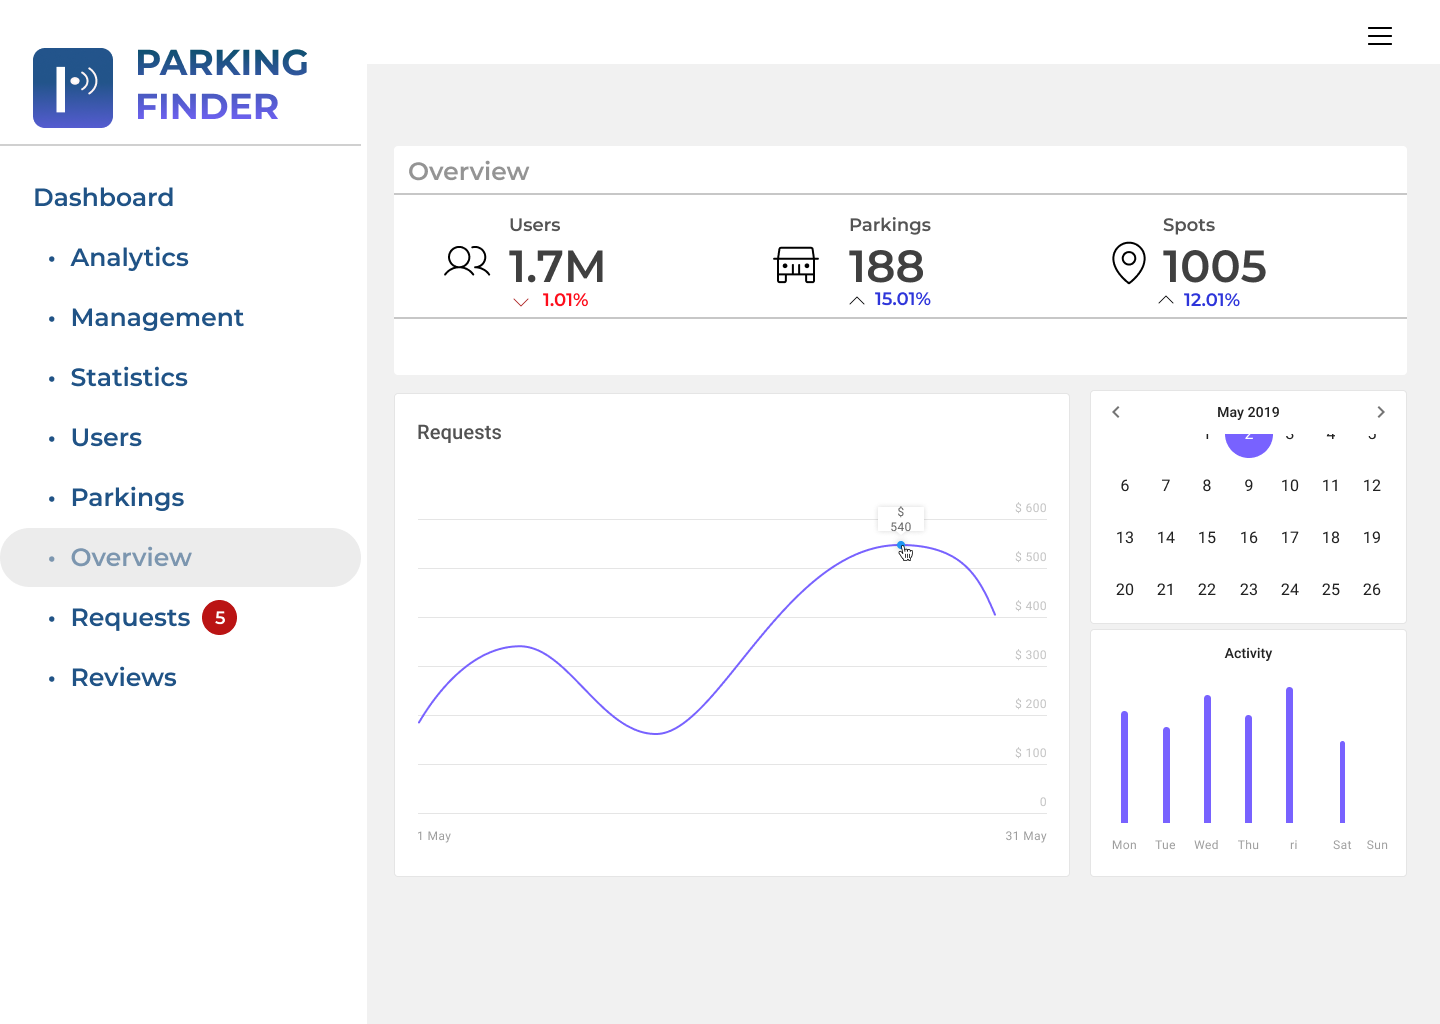 PARKING
FINDER
Dashboard
• Analytics
• Management
• Statistics
• Users
• Parkings
• Overview
• Requests 5
• Reviews
Overview
Users
1.7M
1.01%
Parkings
188
15.01%
Spots
1005
12.01%
Requests
$ 600
$
540
$ 500
$ 400
$ 300
$ 200
$ 100
0
1 May 31 May
May 2019
1 2 3 4 5
6 7 8 9 10 11 12
13 14 15 16 17 18 19
20 21 22 23 24 25 26
Activity
Mon Tue Wed Thu ri Sat Sun